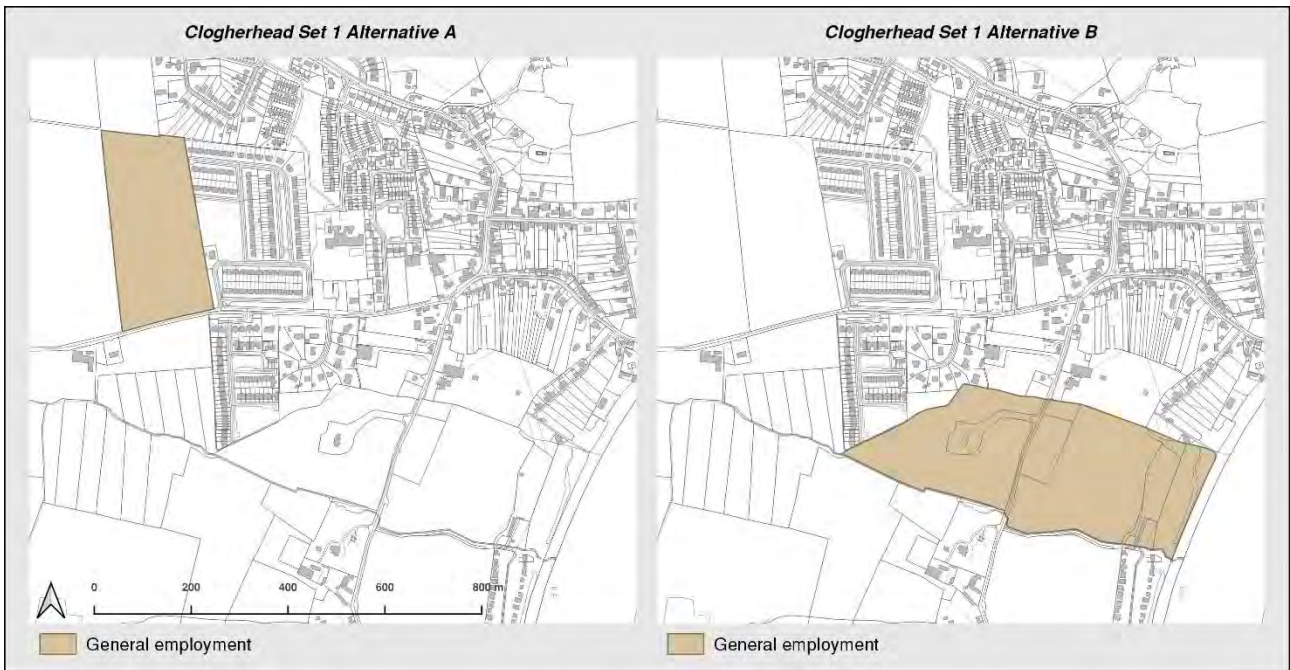 Clogherhead Set 1 Alternative A
Clogherhead Set 1 Alternative B
0 200 400 600 800 m
General employment
General employment